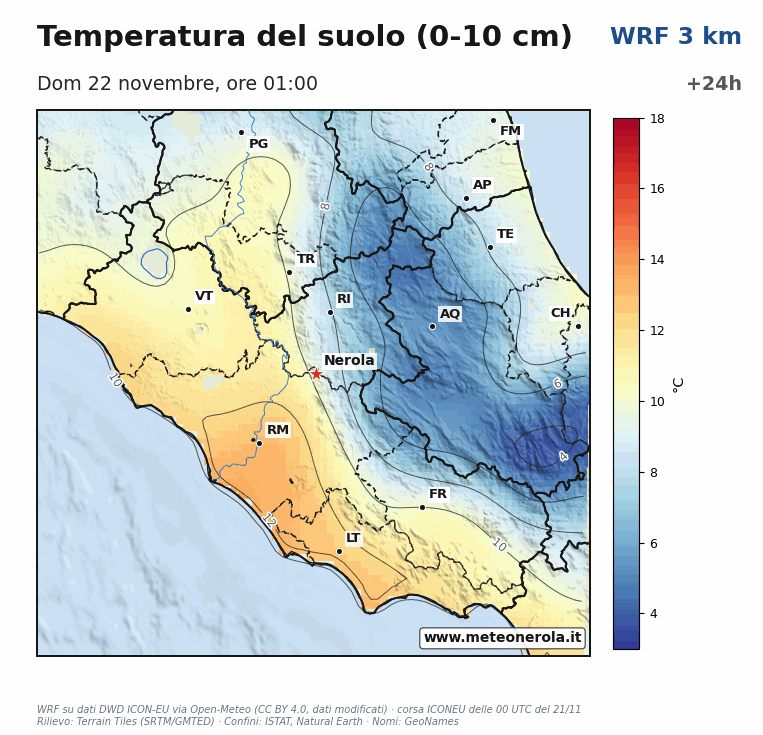 Temperatura del suolo (0-10 cm)
WRF 3 km
Dom 22 novembre, ore 01:00
+24h
FM
PG
8
AP
8
TE
TR
RI
VT
AQ
CH
Nerola
10
6
RM
4
FR
12
LT
10
www.meteonerola.it
18
16
14
12
10
8
6
4
°C
WRF su dati DWD ICON-EU via Open-Meteo (CC BY 4.0, dati modificati) · corsa ICONEU delle 00 UTC del 21/11
Rilievo: Terrain Tiles (SRTM/GMTED) · Confini: ISTAT, Natural Earth · Nomi: GeoNames